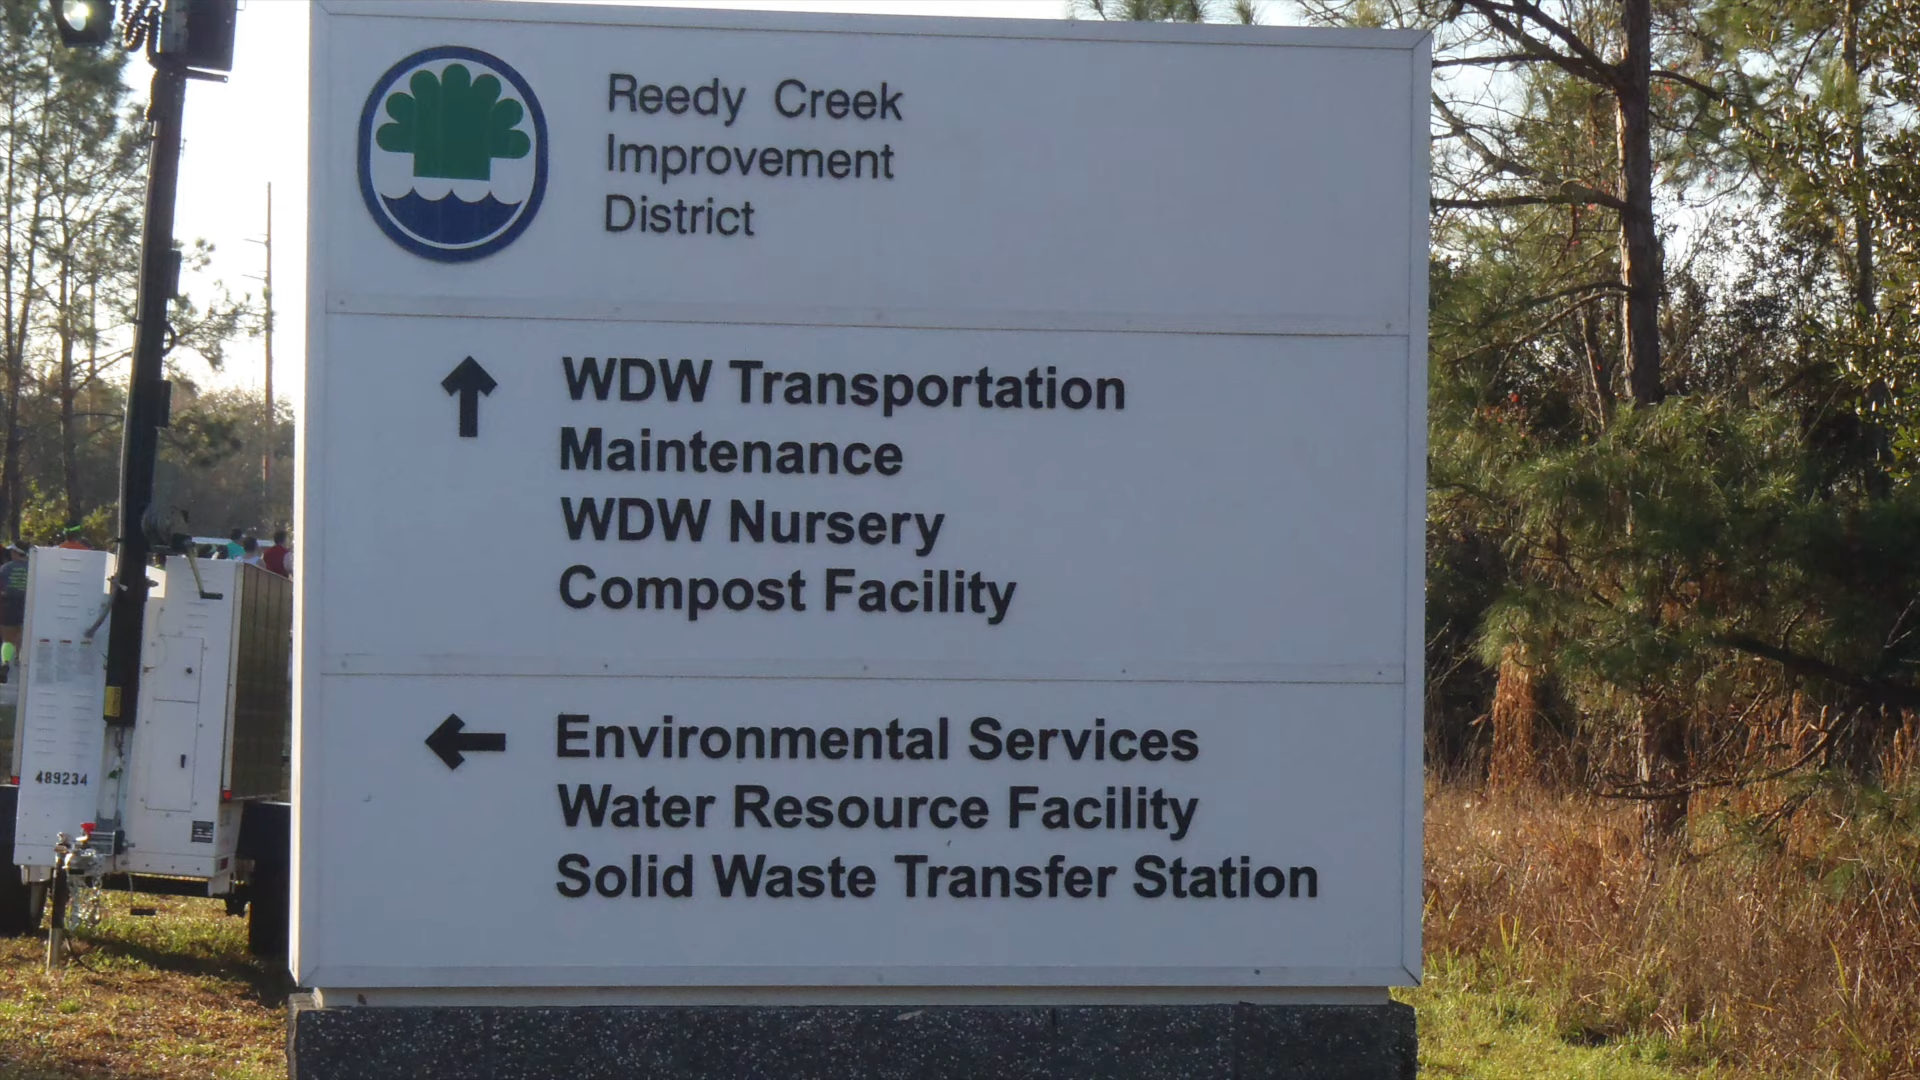 Reedy Creek
Improvement
District
WDW Transportation
Maintenance
WDW Nursery
Compost Facility
Environmental Services
Water Resource Facility
Solid Waste Transfer Station
489234